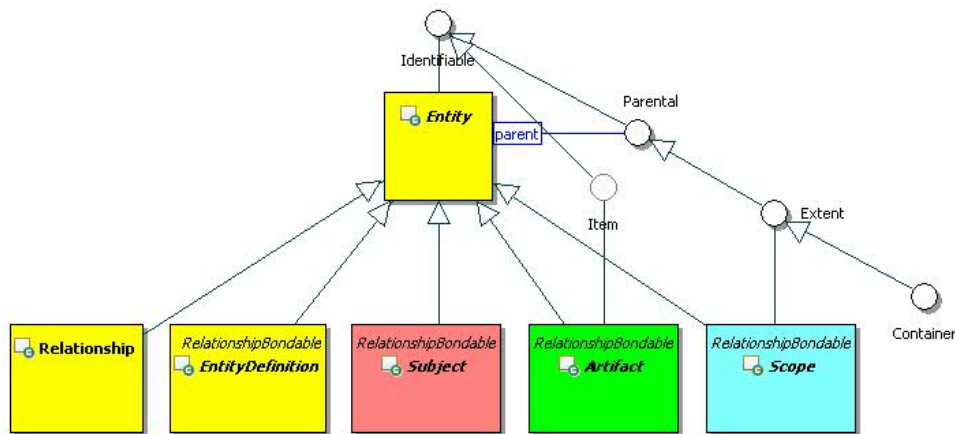 Identifiable
Parental
Entity
parent
Item
Extent
Container
Relationship
RelationshipBondable
EntityDefinition
RelationshipBondable
Subject
RelationshipBondable
Artifact
RelationshipBondable
Scope